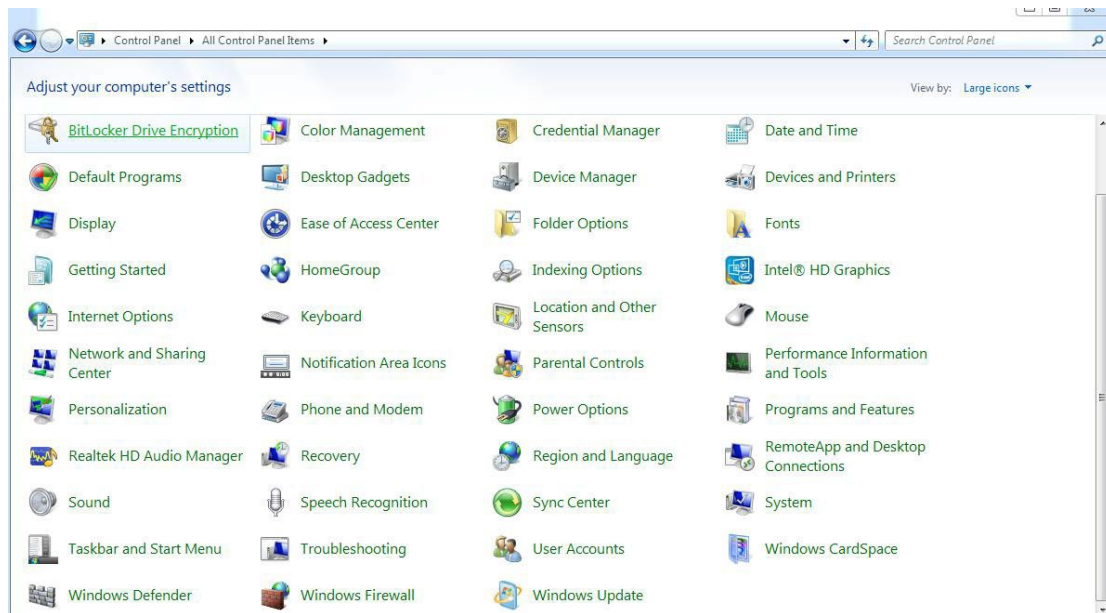 Control Panel ▸ All Control Panel Items ▸
Search Control Panel
Adjust your computer's settings
View by: Large icons
BitLocker Drive Encryption
Color Management
Credential Manager
Date and Time
Default Programs
Desktop Gadgets
Device Manager
Devices and Printers
Display
Ease of Access Center
Folder Options
Fonts
Getting Started
HomeGroup
Indexing Options
Intel® HD Graphics
Internet Options
Keyboard
Location and Other
Sensors
Mouse
Network and Sharing
Center
Notification Area Icons
Parental Controls
Performance Information
and Tools
Personalization
Phone and Modem
Power Options
Programs and Features
Realtek HD Audio Manager
Recovery
Region and Language
RemoteApp and Desktop
Connections
Sound
Speech Recognition
Sync Center
System
Taskbar and Start Menu
Troubleshooting
User Accounts
Windows CardSpace
Windows Defender
Windows Firewall
Windows Update